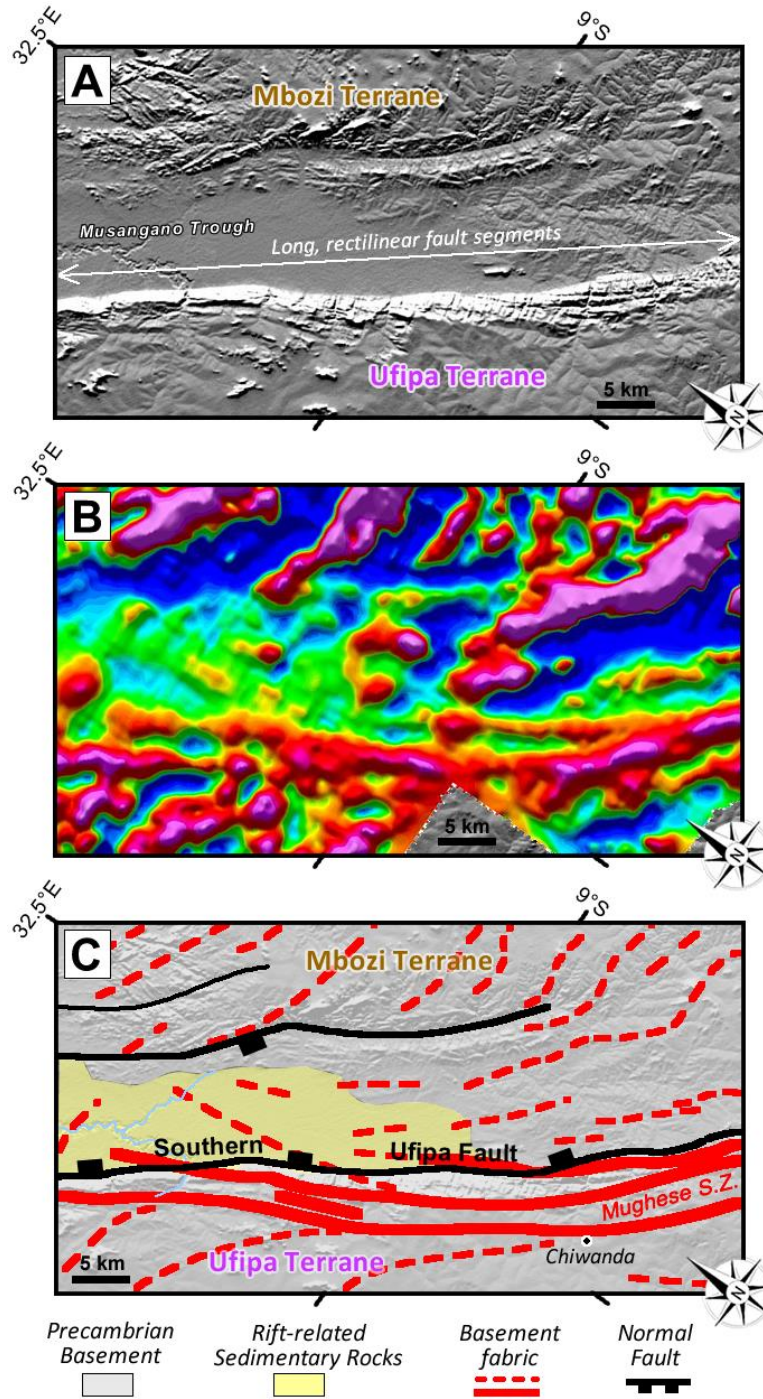 32.5°E
9°S
A
Mbozi Terrane
Musangano Trough
Long, rectilinear fault segments
Ufipa Terrane
5 km
N
32.5°E
9°S
B
5 km
N
32.5°E
9°S
C
Mbozi Terrane
Southern Ufipa Fault
Mughese S.Z.
Chiwanda
Ufipa Terrane
5 km
N
Precambrian Basement
Rift-related Sedimentary Rocks
Basement fabric
Normal Fault